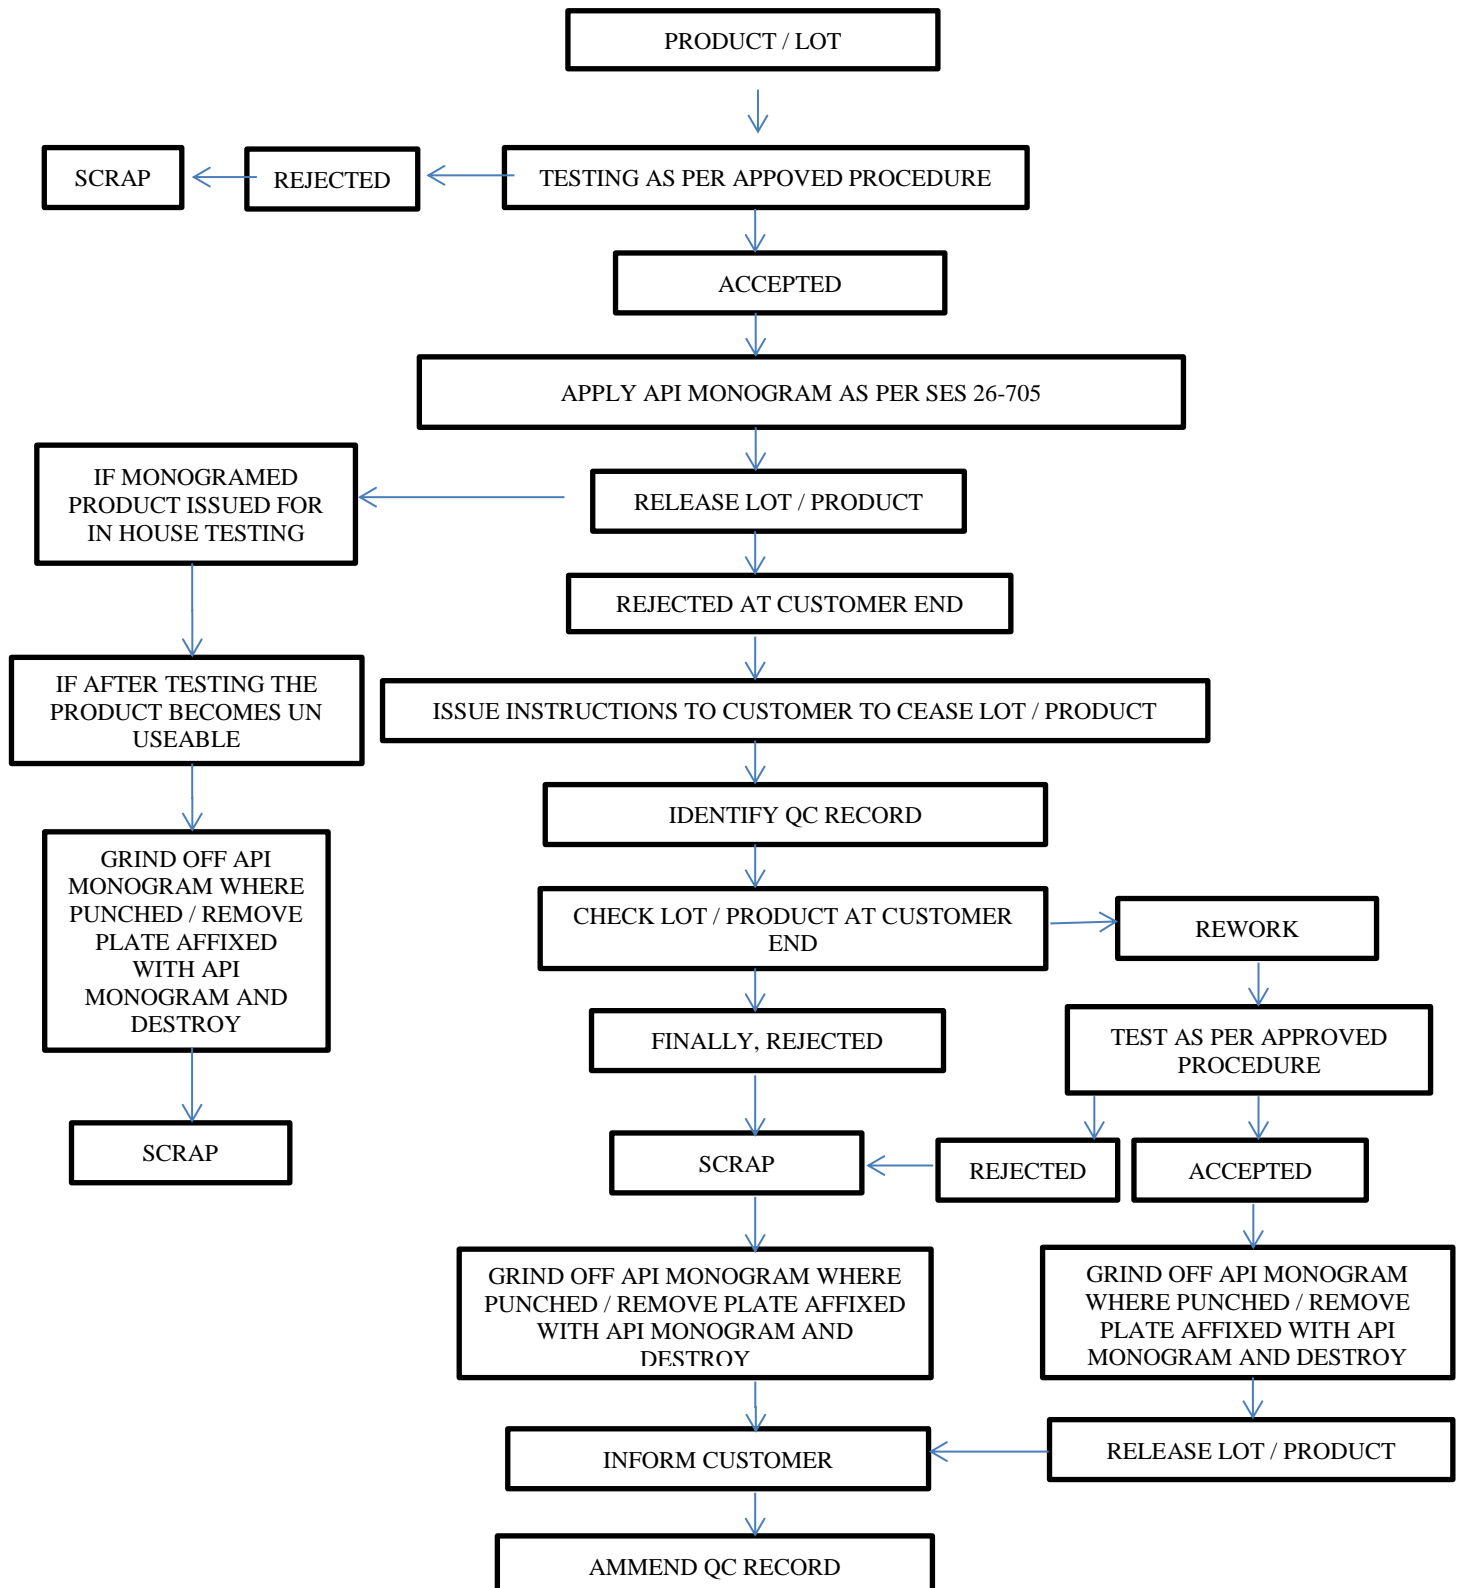 PRODUCT / LOT
SCRAP
REJECTED
TESTING AS PER APPOVED PROCEDURE
ACCEPTED
APPLY API MONOGRAM AS PER SES 26-705
IF MONOGRAMED
PRODUCT ISSUED FOR
IN HOUSE TESTING
RELEASE LOT / PRODUCT
REJECTED AT CUSTOMER END
IF AFTER TESTING THE
PRODUCT BECOMES UN
USEABLE
ISSUE INSTRUCTIONS TO CUSTOMER TO CEASE LOT / PRODUCT
IDENTIFY QC RECORD
GRIND OFF API
MONOGRAM WHERE
PUNCHED / REMOVE
PLATE AFFIXED
WITH API
MONOGRAM AND
DESTROY
CHECK LOT / PRODUCT AT CUSTOMER
END
REWORK
FINALLY, REJECTED
TEST AS PER APPROVED
PROCEDURE
SCRAP
SCRAP
REJECTED
ACCEPTED
GRIND OFF API MONOGRAM WHERE
PUNCHED / REMOVE PLATE AFFIXED
WITH API MONOGRAM AND
DESTROY
GRIND OFF API MONOGRAM
WHERE PUNCHED / REMOVE
PLATE AFFIXED WITH API
MONOGRAM AND DESTROY
INFORM CUSTOMER
RELEASE LOT / PRODUCT
AMMEND QC RECORD